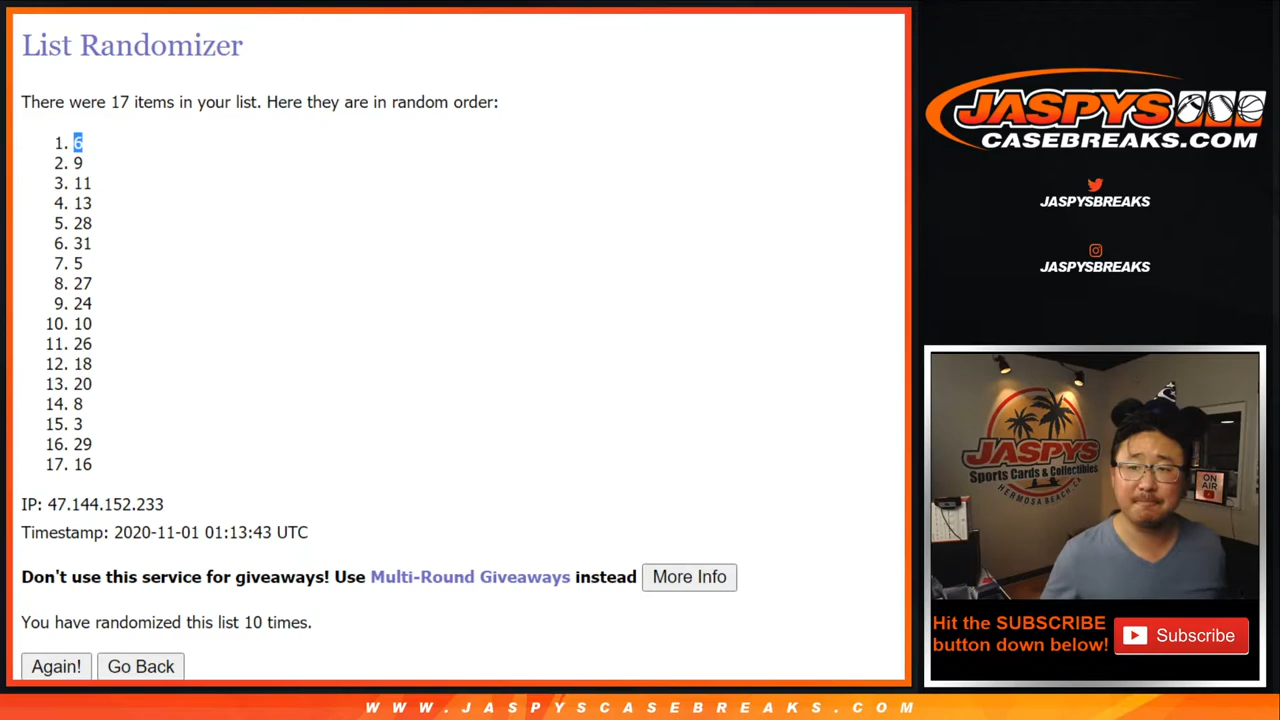 List Randomizer
There were 17 items in your list. Here they are in random order:
1. 6
2. 9
3. 11
4. 13
5. 28
6. 31
7. 5
8. 27
9. 24
10. 10
11. 26
12. 18
13. 20
14. 8
15. 3
16. 29
17. 16
IP: 47.144.152.233
Timestamp: 2020-11-01 01:13:43 UTC
Don't use this service for giveaways! Use Multi-Round Giveaways instead More Info
You have randomized this list 10 times.
Again! Go Back
JASPYS
CASEBREAKS.COM
JASPYSBREAKS
JASPYSBREAKS
JASPYS
Sports Cards & Collectibles
HERMOSA BEACH, CA
ON
AIR
Hit the SUBSCRIBE
button down below!
Subscribe
WWW.JASPYSCASEBREAKS.COM